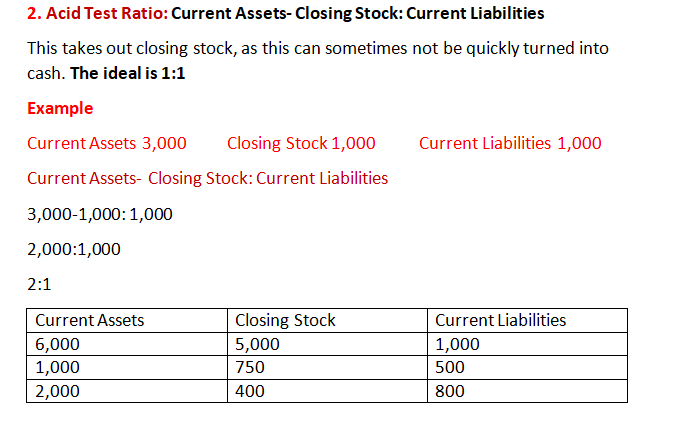 2. Acid Test Ratio: Current Assets- Closing Stock: Current Liabilities
This takes out closing stock, as this can sometimes not be quickly turned into
cash. The ideal is 1:1
Example
Current Assets 3,000 Closing Stock 1,000 Current Liabilities 1,000
Current Assets- Closing Stock: Current Liabilities
3,000-1,000: 1,000
2,000:1,000
2:1
Current Assets Closing Stock Current Liabilities
6,000 5,000 1,000
1,000 750 500
2,000 400 800